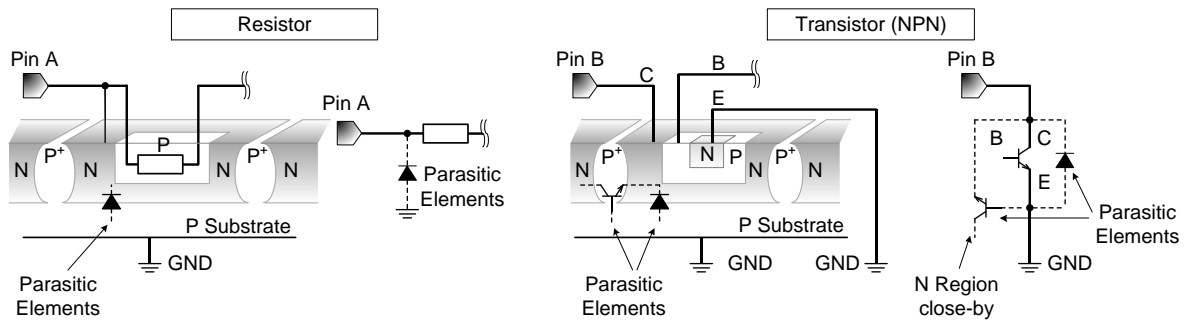 Resistor
Transistor (NPN)
Pin A
Pin B
C
B
E
Pin B
Pin A
N
P+
N
P
P+
N
N
Parasitic
Elements
N
P+
N
N
P
P+
N
N
B
C
E
P Substrate
GND
Parasitic
Elements
P Substrate
GND
GND
Parasitic
Elements
Parasitic
Elements
GND
N Region
close-by